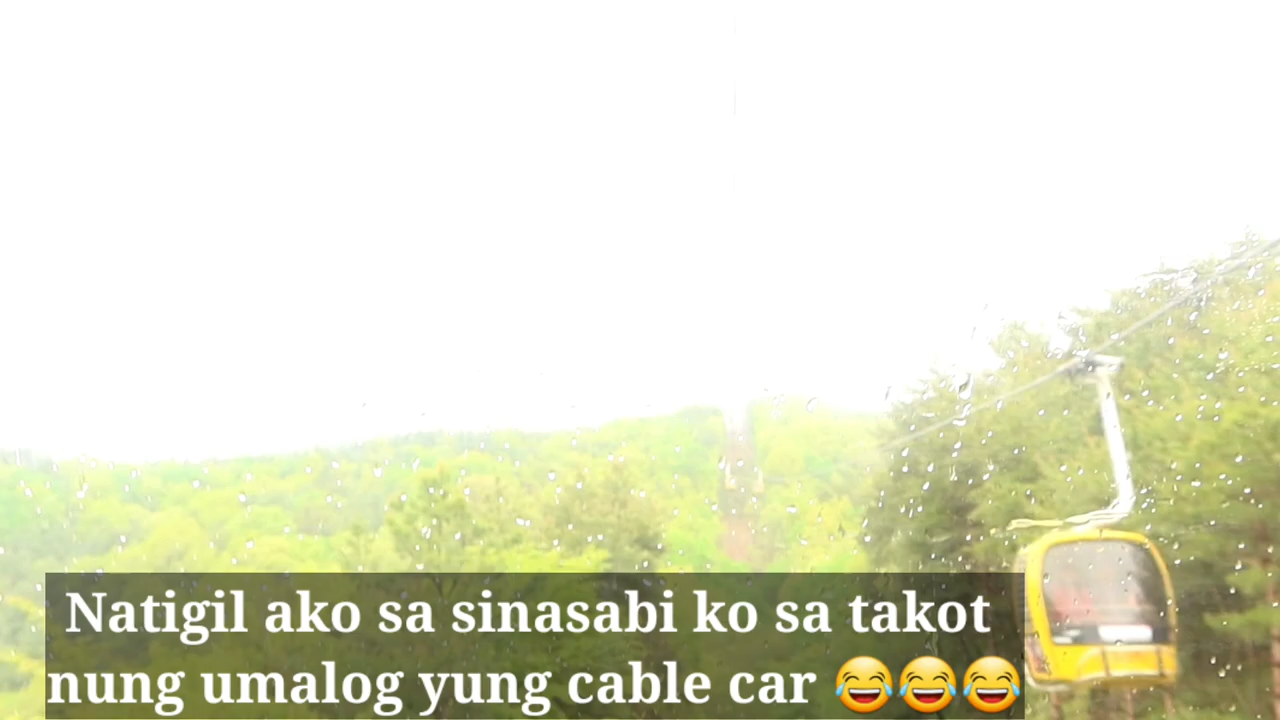 Natigil ako sa sinasabi ko sa takot
nung umalog yung cable car 😂😂😂